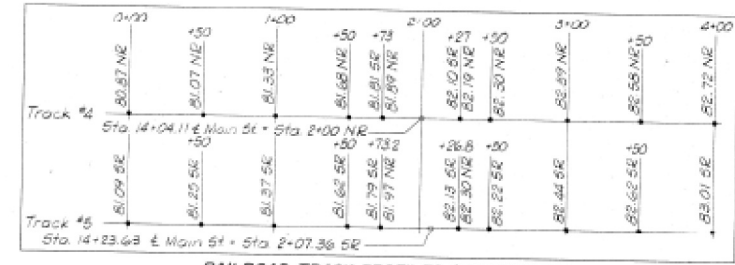 0+00 1+00 2+00 3+00 4+00
+50 +50 +73 +27 +50 +50
80.87 NR 81.07 NR 81.33 NR 81.68 NR 81.81 SR 81.89 NR 82.10 SR 82.19 NR 82.30 NR 82.58 NR 82.72 NR
Track #4
Sta. 14+04.11 ℄ Main St = Sta. 2+00 NR
+50 +50 +73.2 +26.8 +50 +50
81.09 SR 81.25 SR 81.37 SR 81.62 SR 81.79 SR 81.97 NR 82.13 SR 82.30 NR 82.22 SR 82.44 SR 82.62 SR 83.01 SR
Track #5
Sta. 14+23.63 ℄ Main St = Sta. 2+07.36 SR